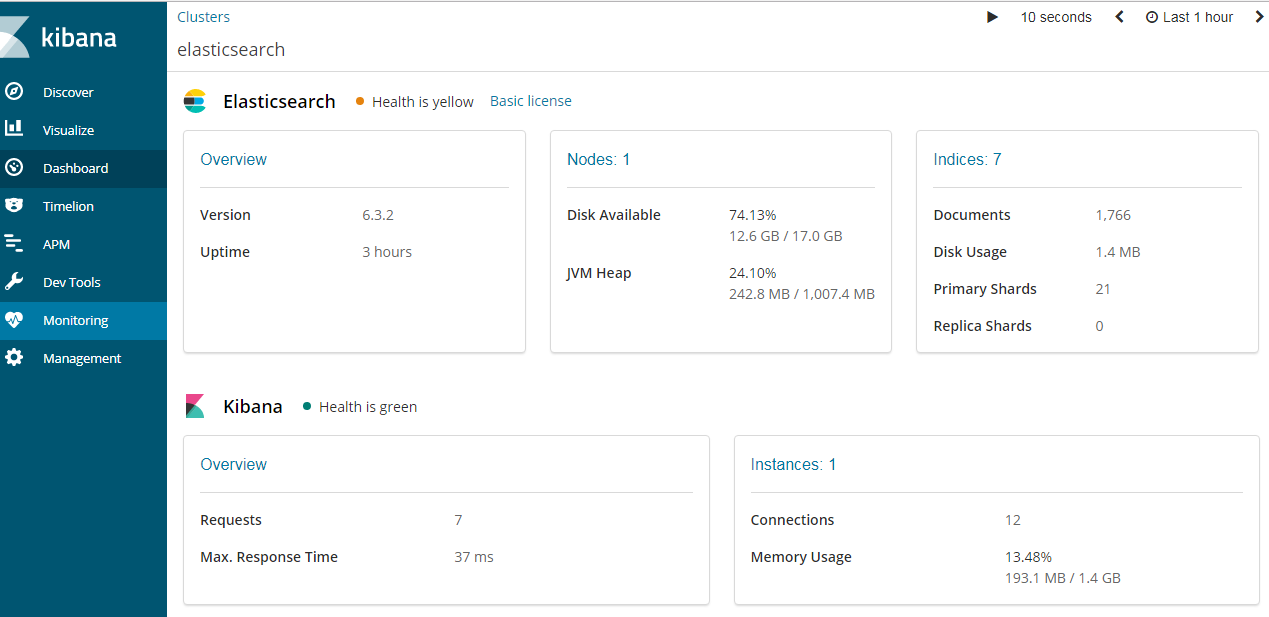 kibana
Discover
Visualize
Dashboard
Timelion
APM
Dev Tools
Monitoring
Management
Clusters
10 seconds
Last 1 hour
elasticsearch
Elasticsearch
Health is yellow
Basic license
Overview
Version 6.3.2
Uptime 3 hours
Nodes: 1
Disk Available 74.13%
12.6 GB / 17.0 GB
JVM Heap 24.10%
242.8 MB / 1,007.4 MB
Indices: 7
Documents 1,766
Disk Usage 1.4 MB
Primary Shards 21
Replica Shards 0
Kibana
Health is green
Overview
Requests 7
Max. Response Time 37 ms
Instances: 1
Connections 12
Memory Usage 13.48%
193.1 MB / 1.4 GB